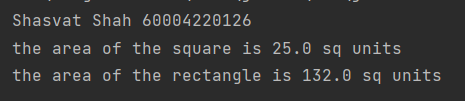 Shasvat Shah 60004220126
the area of the square is 25.0 sq units
the area of the rectangle is 132.0 sq units